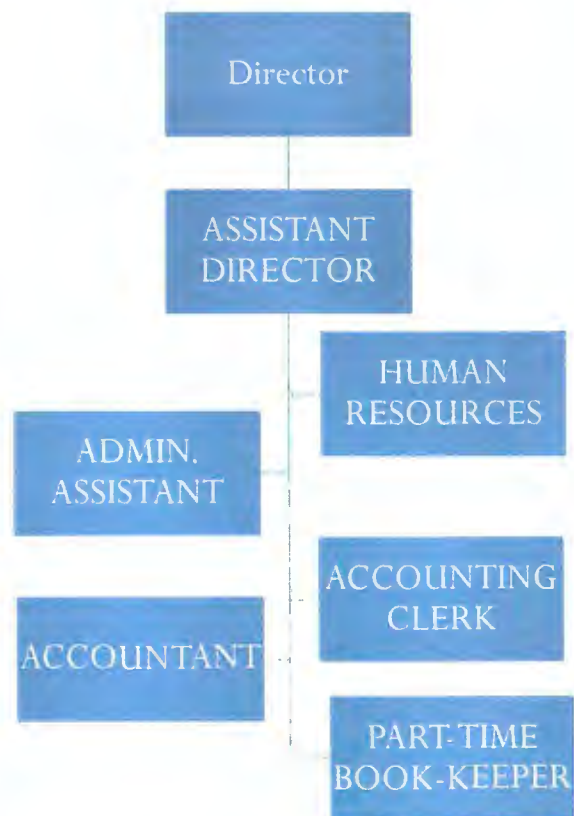 Director
ASSISTANT
DIRECTOR
HUMAN
RESOURCES
ADMIN.
ASSISTANT
ACCOUNTING
CLERK
ACCOUNTANT
PART-TIME
BOOK-KEEPER